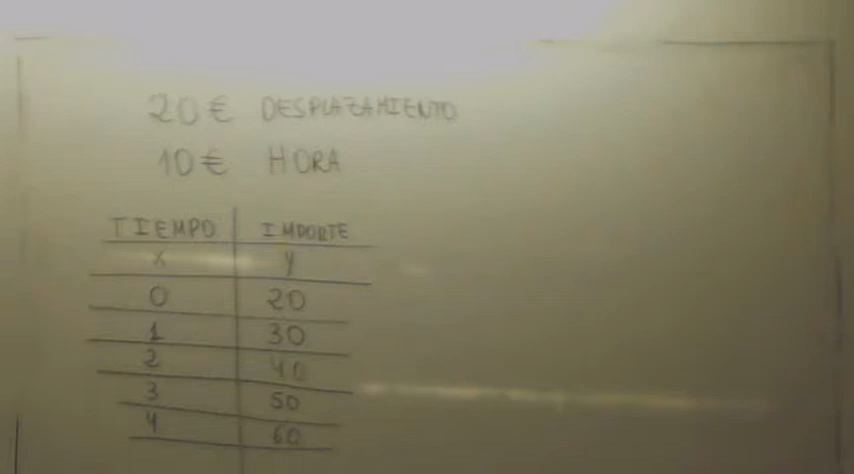 20€ DESPLAZAMIENTO
10€ HORA
TIEMPO IMPORTE
x y
0 20
1 30
2 40
3 50
4 60